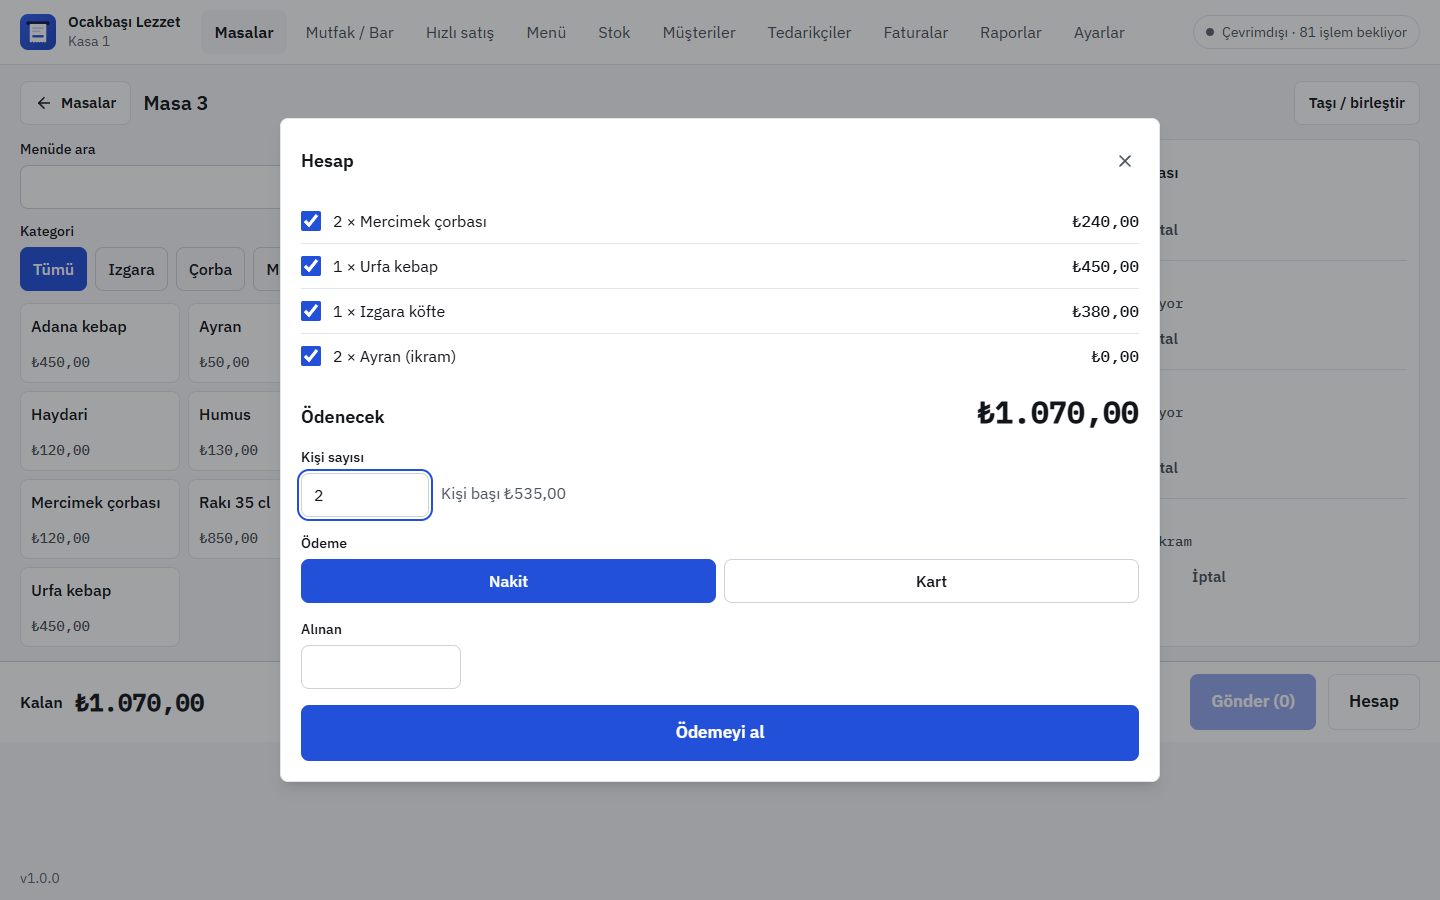 Ocakbaşı Lezzet
Kasa 1
Masalar
Mutfak / Bar
Hızlı satış
Menü
Stok
Müşteriler
Tedarikçiler
Faturalar
Raporlar
Ayarlar
Çevrimdışı · 81 işlem bekliyor
Masalar
Masa 3
Taşı / birleştir
Menüde ara
Kategori
Tümü
Izgara
Çorba
Adana kebap
₺450,00
Ayran
₺50,00
Haydari
₺120,00
Humus
₺130,00
Mercimek çorbası
₺120,00
Rakı 35 cl
₺850,00
Urfa kebap
₺450,00
Hesap
2 × Mercimek çorbası ₺240,00
1 × Urfa kebap ₺450,00
1 × Izgara köfte ₺380,00
2 × Ayran (ikram) ₺0,00
Ödenecek ₺1.070,00
Kişi sayısı
2
Kişi başı ₺535,00
Ödeme
Nakit
Kart
Alınan
Ödemeyi al
İptal
Kalan ₺1.070,00
Gönder (0)
Hesap
v1.0.0